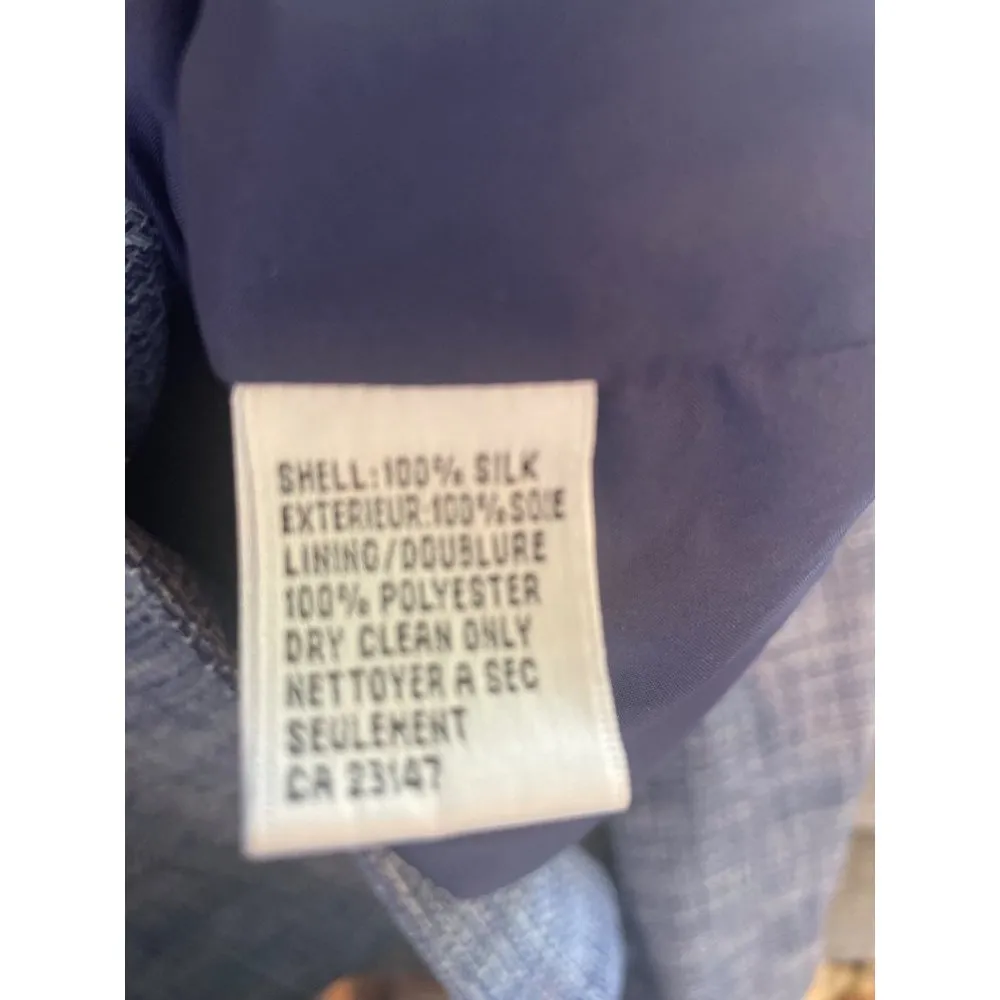 SHELL:100% SILK
EXTERIEUR:100%SOIE
LINING/DOUBLURE
100% POLYESTER
DRY CLEAN ONLY
NETTOYER A SEC
SEULEMENT
CA 23147